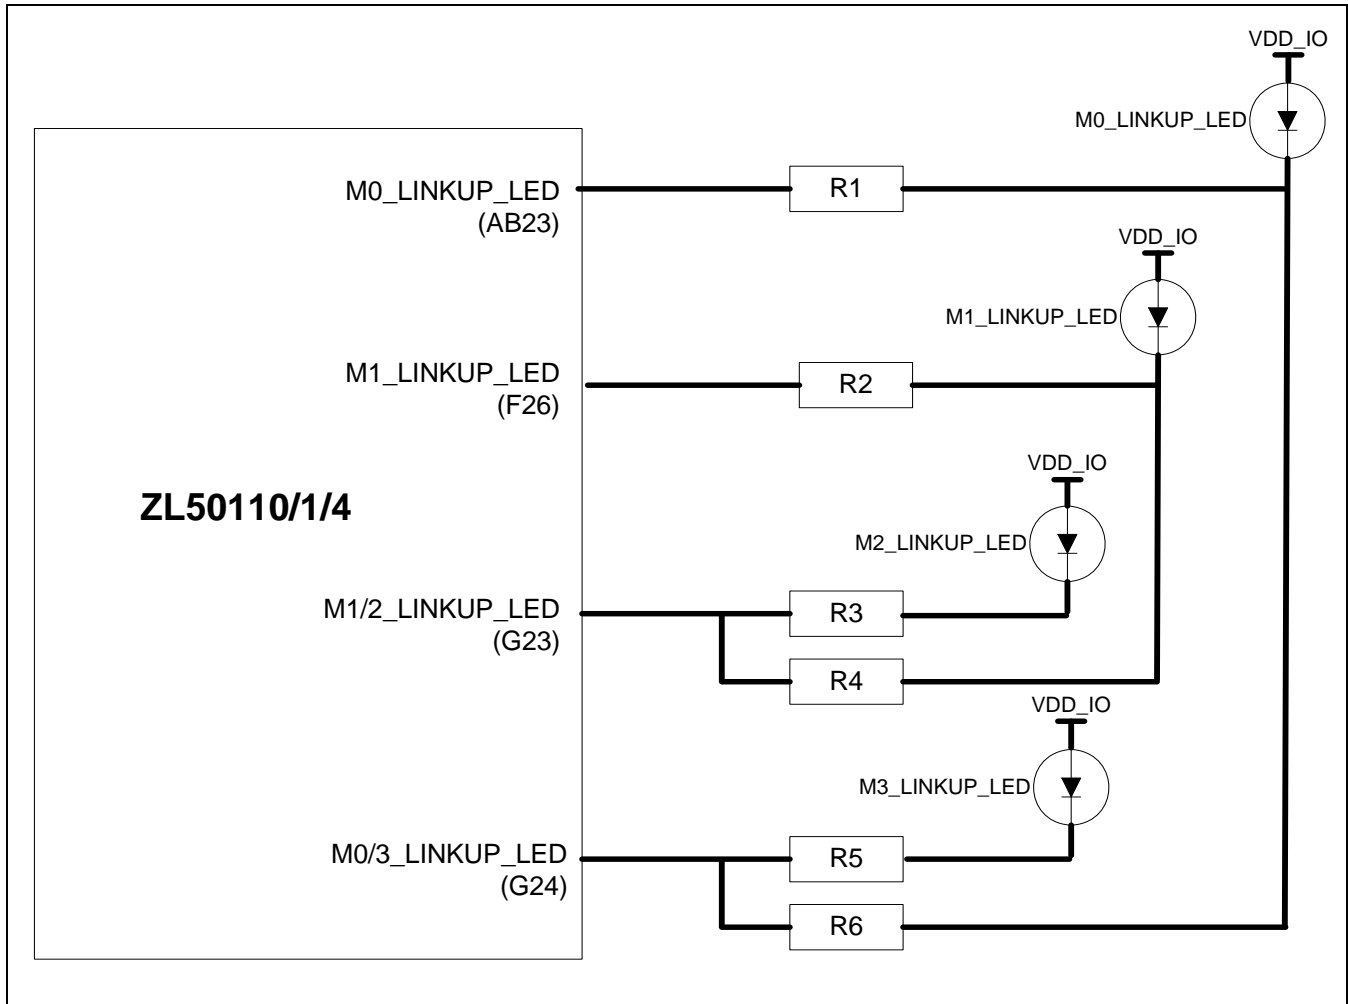 VDD_IO
M0_LINKUP_LED
M0_LINKUP_LED
(AB23)
R1
VDD_IO
M1_LINKUP_LED
M1_LINKUP_LED
(F26)
R2
VDD_IO
ZL50110/1/4
M2_LINKUP_LED
M1/2_LINKUP_LED
(G23)
R3
R4
VDD_IO
M3_LINKUP_LED
M0/3_LINKUP_LED
(G24)
R5
R6